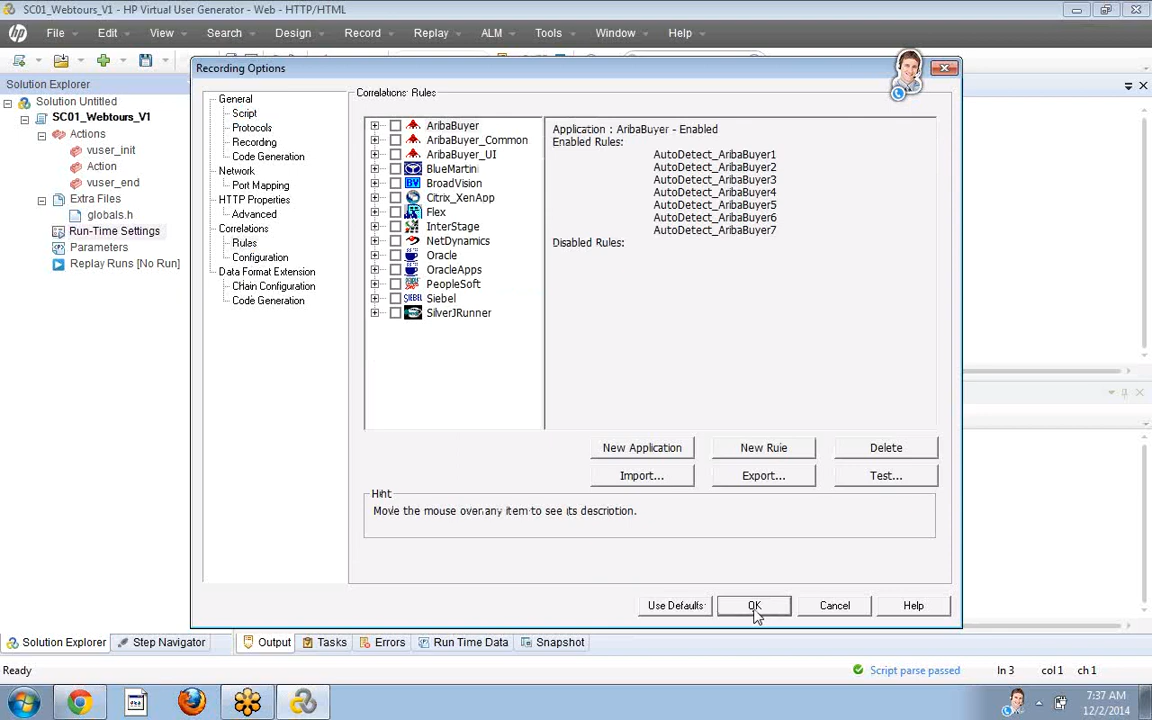 SC01_Webtours_V1 - HP Virtual User Generator - Web - HTTP/HTML
File Edit View Search Design Record Replay ALM Tools Window Help
Solution Explorer
Solution Untitled
SC01_Webtours_V1
Actions
vuser_init
Action
vuser_end
Extra Files
globals.h
Run-Time Settings
Parameters
Replay Runs [No Run]
Recording Options
General
Script
Protocols
Recording
Code Generation
Network
Port Mapping
HTTP Properties
Advanced
Correlations
Rules
Configuration
Data Format Extension
Chain Configuration
Code Generation
Correlations: Rules
AribaBuyer
AribaBuyer_Common
AribaBuyer_UI
BlueMartini
BroadVision
Citrix_XenApp
Flex
InterStage
NetDynamics
Oracle
OracleApps
PeopleSoft
Siebel
SilverJRunner
Application : AribaBuyer - Enabled
Enabled Rules:
AutoDetect_AribaBuyer1
AutoDetect_AribaBuyer2
AutoDetect_AribaBuyer3
AutoDetect_AribaBuyer4
AutoDetect_AribaBuyer5
AutoDetect_AribaBuyer6
AutoDetect_AribaBuyer7
Disabled Rules:
New Application New Rule Delete
Import... Export... Test...
Hint
Move the mouse over any item to see its description.
Use Defaults OK Cancel Help
Solution Explorer Step Navigator Output Tasks Errors Run Time Data Snapshot
Ready Script parse passed ln 3 col 1 ch 1
7:37 AM
12/2/2014